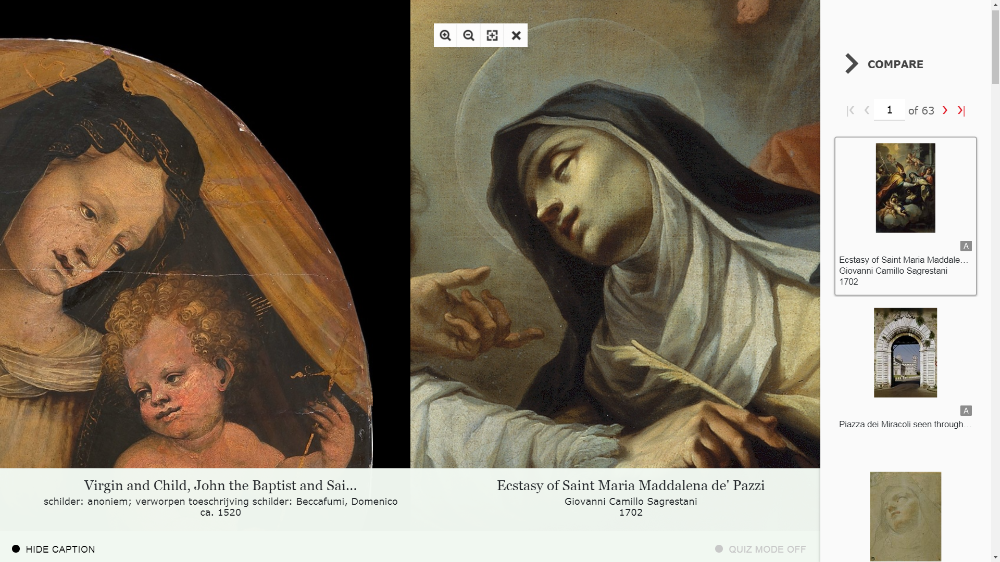 COMPARE
1 of 63
A
Ecstasy of Saint Maria Maddale...
Giovanni Camillo Sagrestani
1702
A
Piazza dei Miracoli seen through...
Virgin and Child, John the Baptist and Sai...
schilder: anoniem; verworpen toeschrijving schilder: Beccafumi, Domenico
ca. 1520
Ecstasy of Saint Maria Maddalena de' Pazzi
Giovanni Camillo Sagrestani
1702
HIDE CAPTION
QUIZ MODE OFF